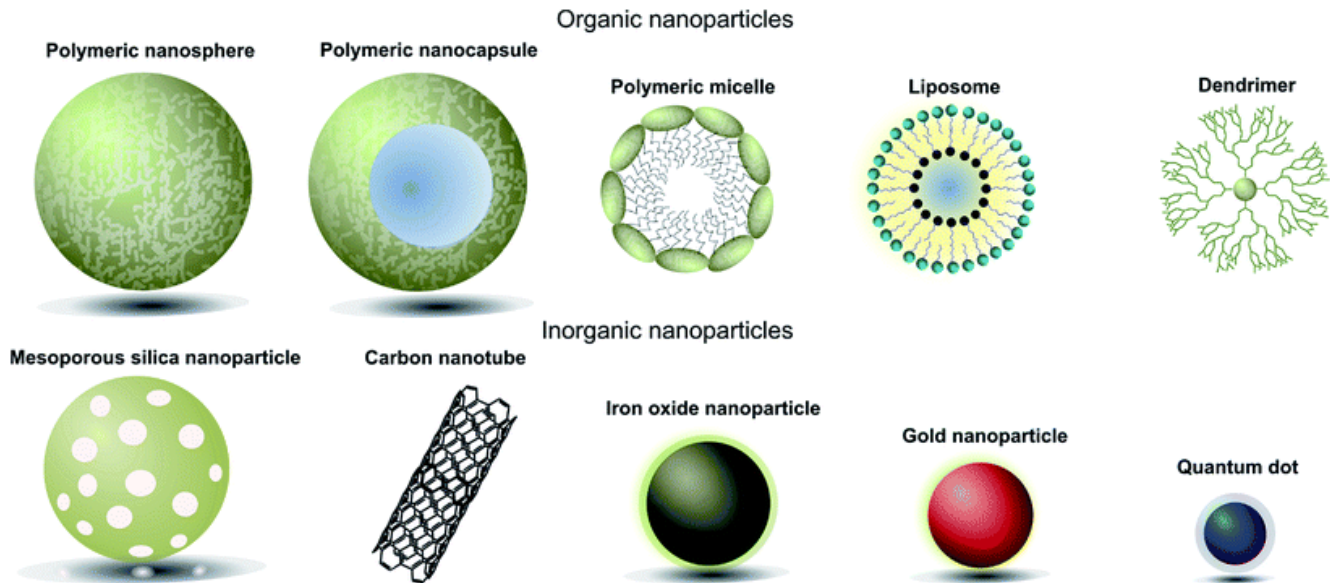 Organic nanoparticles
Polymeric nanosphere
Polymeric nanocapsule
Polymeric micelle
Liposome
Dendrimer
Inorganic nanoparticles
Mesoporous silica nanoparticle
Carbon nanotube
Iron oxide nanoparticle
Gold nanoparticle
Quantum dot